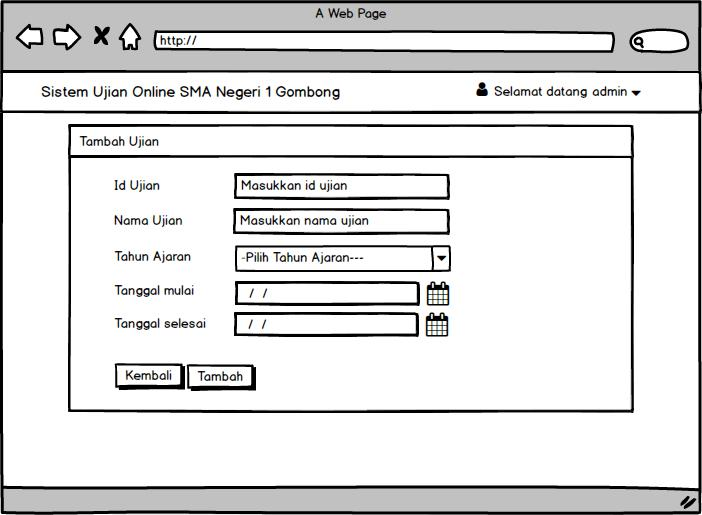 A Web Page
http://
Sistem Ujian Online SMA Negeri 1 Gombong
Selamat datang admin
Tambah Ujian
Id Ujian
Masukkan id ujian
Nama Ujian
Masukkan nama ujian
Tahun Ajaran
-Pilih Tahun Ajaran---
Tanggal mulai
/ /
Tanggal selesai
/ /
Kembali
Tambah